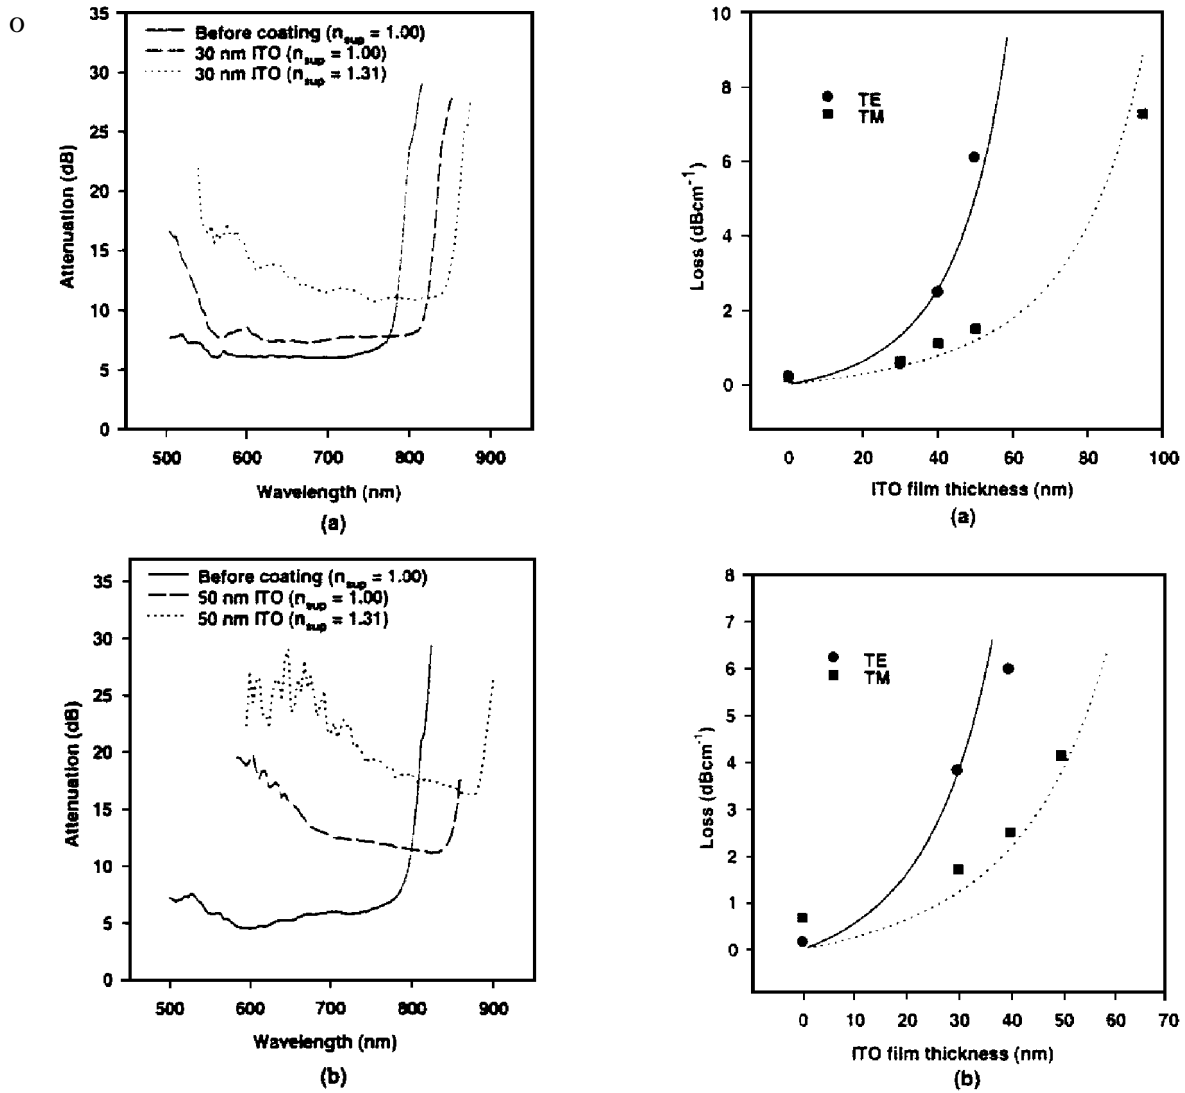 o
35
30
25
20
15
10
5
0
Attenuation (dB)
Before coating (n_sup = 1.00)
30 nm ITO (n_sup = 1.00)
30 nm ITO (n_sup = 1.31)
500 600 700 800 900
Wavelength (nm)
(a)
10
8
6
4
2
0
Loss (dBcm⁻¹)
TE
TM
0 20 40 60 80 100
ITO film thickness (nm)
(a)
35
30
25
20
15
10
5
0
Attenuation (dB)
Before coating (n_sup = 1.00)
50 nm ITO (n_sup = 1.00)
50 nm ITO (n_sup = 1.31)
500 600 700 800 900
Wavelength (nm)
(b)
8
7
6
5
4
3
2
1
0
Loss (dBcm⁻¹)
TE
TM
0 10 20 30 40 50 60 70
ITO film thickness (nm)
(b)